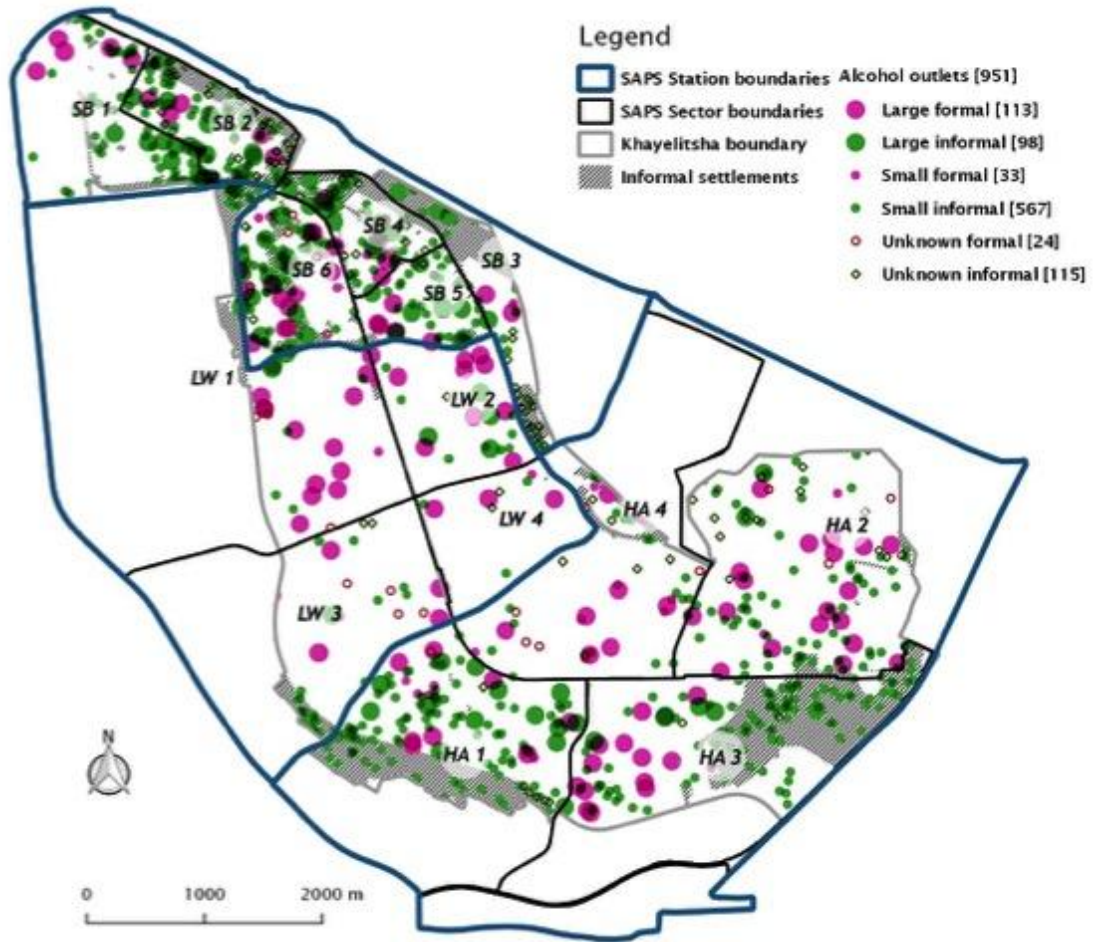 Legend
SAPS Station boundaries
SAPS Sector boundaries
Khayelitsha boundary
Informal settlements
Alcohol outlets [951]
Large formal [113]
Large informal [98]
Small formal [33]
Small informal [567]
Unknown formal [24]
Unknown informal [115]
SB 1
SB 2
SB 4
SB 3
SB 6
SB 5
LW 1
LW 2
LW 4
HA 4
HA 2
LW 3
HA 1
HA 3
N
0 1000 2000 m